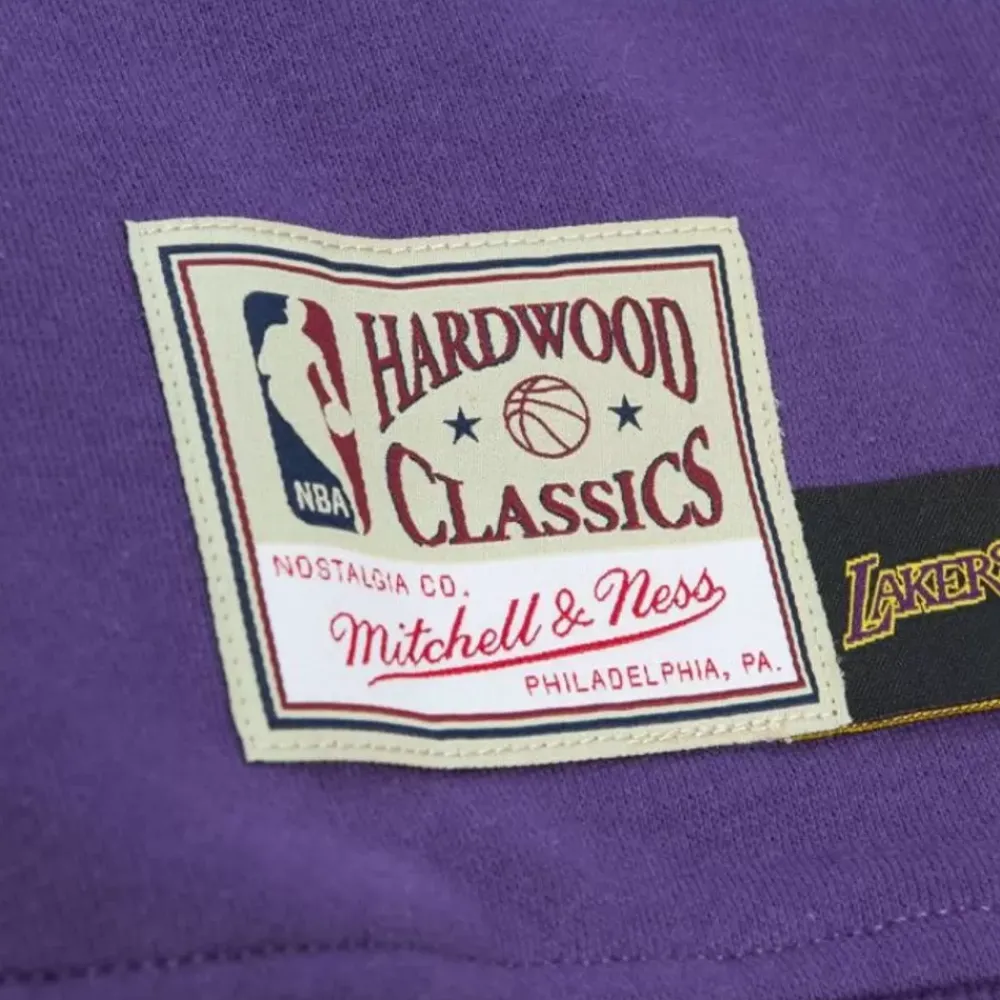 HARDWOOD
CLASSICS
NBA
NOSTALGIA CO.
Mitchell & Ness
PHILADELPHIA, PA.
LAKERS